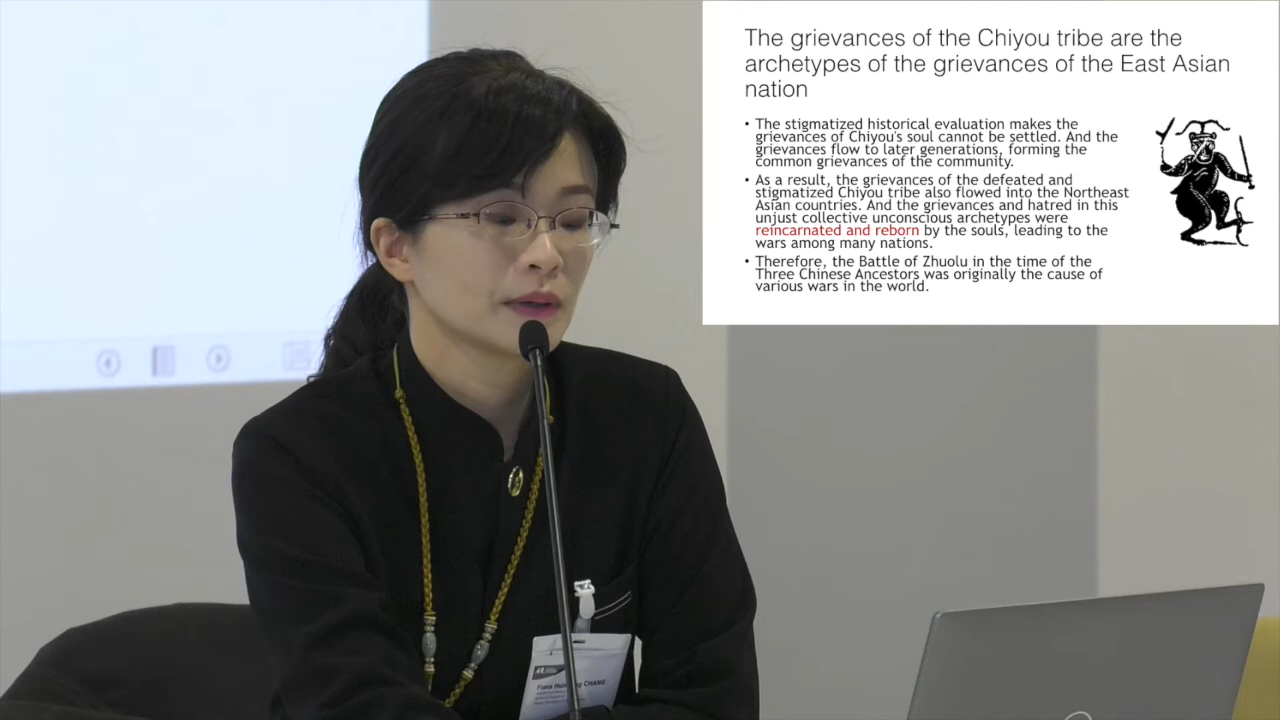 The grievances of the Chiyou tribe are the
archetypes of the grievances of the East Asian
nation
• The stigmatized historical evaluation makes the
grievances of Chiyou's soul cannot be settled. And the
grievances flow to later generations, forming the
common grievances of the community.
• As a result, the grievances of the defeated and
stigmatized Chiyou tribe also flowed into the Northeast
Asian countries. And the grievances and hatred in this
unjust collective unconscious archetypes were
reincarnated and reborn by the souls, leading to the
wars among many nations.
• Therefore, the Battle of Zhuolu in the time of the
Three Chinese Ancestors was originally the cause of
various wars in the world.
CHANG